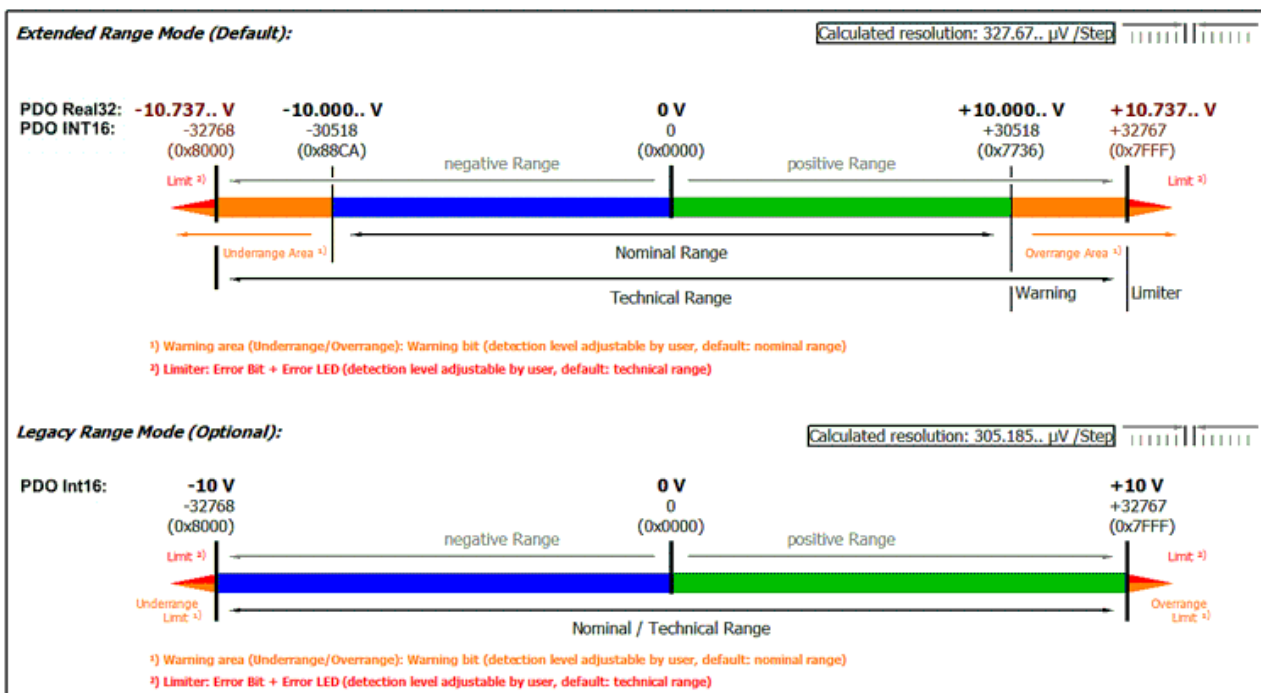 Extended Range Mode (Default):
Calculated resolution: 327.67.. µV /Step
PDO Real32: -10.737.. V -10.000.. V 0 V +10.000.. V +10.737.. V
PDO INT16: -32768 -30518 0 +30518 +32767
(0x8000) (0x88CA) (0x0000) (0x7736) (0x7FFF)
negative Range positive Range
Limit ²⁾ Limit ²⁾
Underrange Area ¹⁾ Nominal Range Overrange Area ¹⁾
Technical Range Warning Limiter
¹⁾ Warning area (Underrange/Overrange): Warning bit (detection level adjustable by user, default: nominal range)
²⁾ Limiter: Error Bit + Error LED (detection level adjustable by user, default: technical range)
Legacy Range Mode (Optional):
Calculated resolution: 305.185.. µV /Step
PDO Int16: -10 V 0 V +10 V
-32768 0 +32767
(0x8000) (0x0000) (0x7FFF)
negative Range positive Range
Limit ²⁾ Limit ²⁾
Underrange Overrange
Limit ¹⁾ Limit ¹⁾
Nominal / Technical Range
¹⁾ Warning area (Underrange/Overrange): Warning bit (detection level adjustable by user, default: nominal range)
²⁾ Limiter: Error Bit + Error LED (detection level adjustable by user, default: technical range)